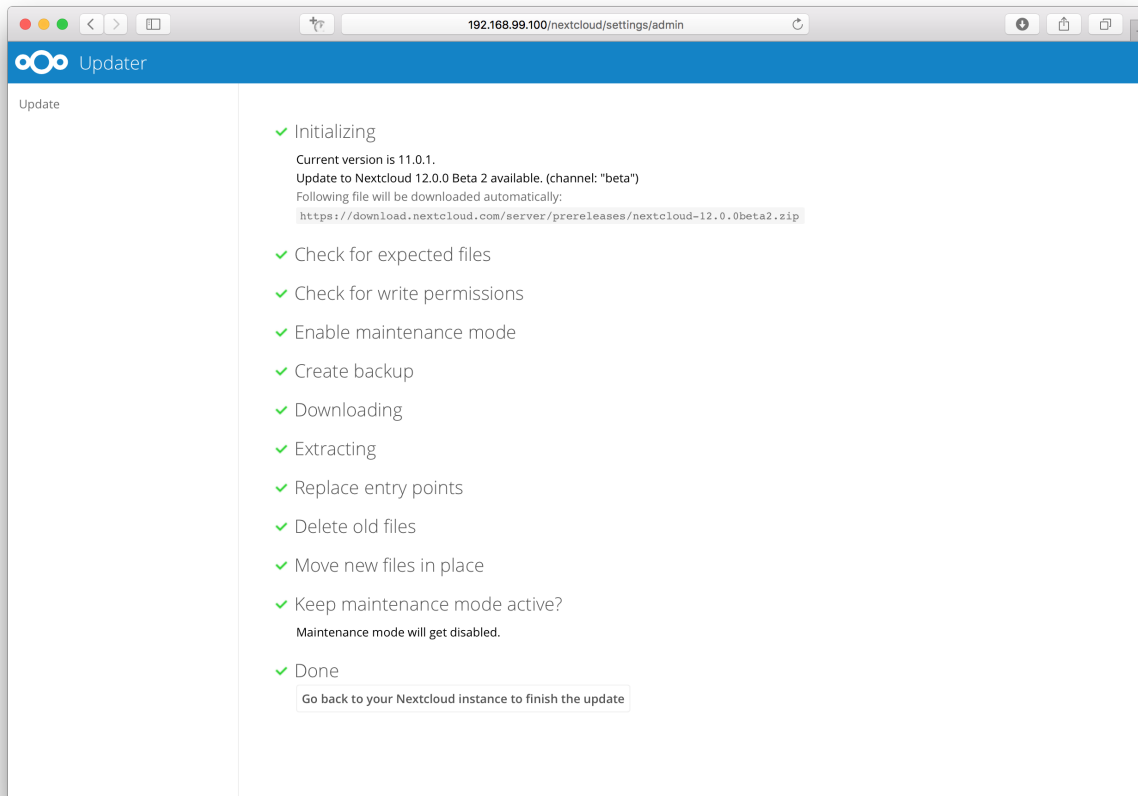 192.168.99.100/nextcloud/settings/admin
Updater
Update
Initializing
Current version is 11.0.1.
Update to Nextcloud 12.0.0 Beta 2 available. (channel: "beta")
Following file will be downloaded automatically:
https://download.nextcloud.com/server/prereleases/nextcloud-12.0.0beta2.zip
Check for expected files
Check for write permissions
Enable maintenance mode
Create backup
Downloading
Extracting
Replace entry points
Delete old files
Move new files in place
Keep maintenance mode active?
Maintenance mode will get disabled.
Done
Go back to your Nextcloud instance to finish the update